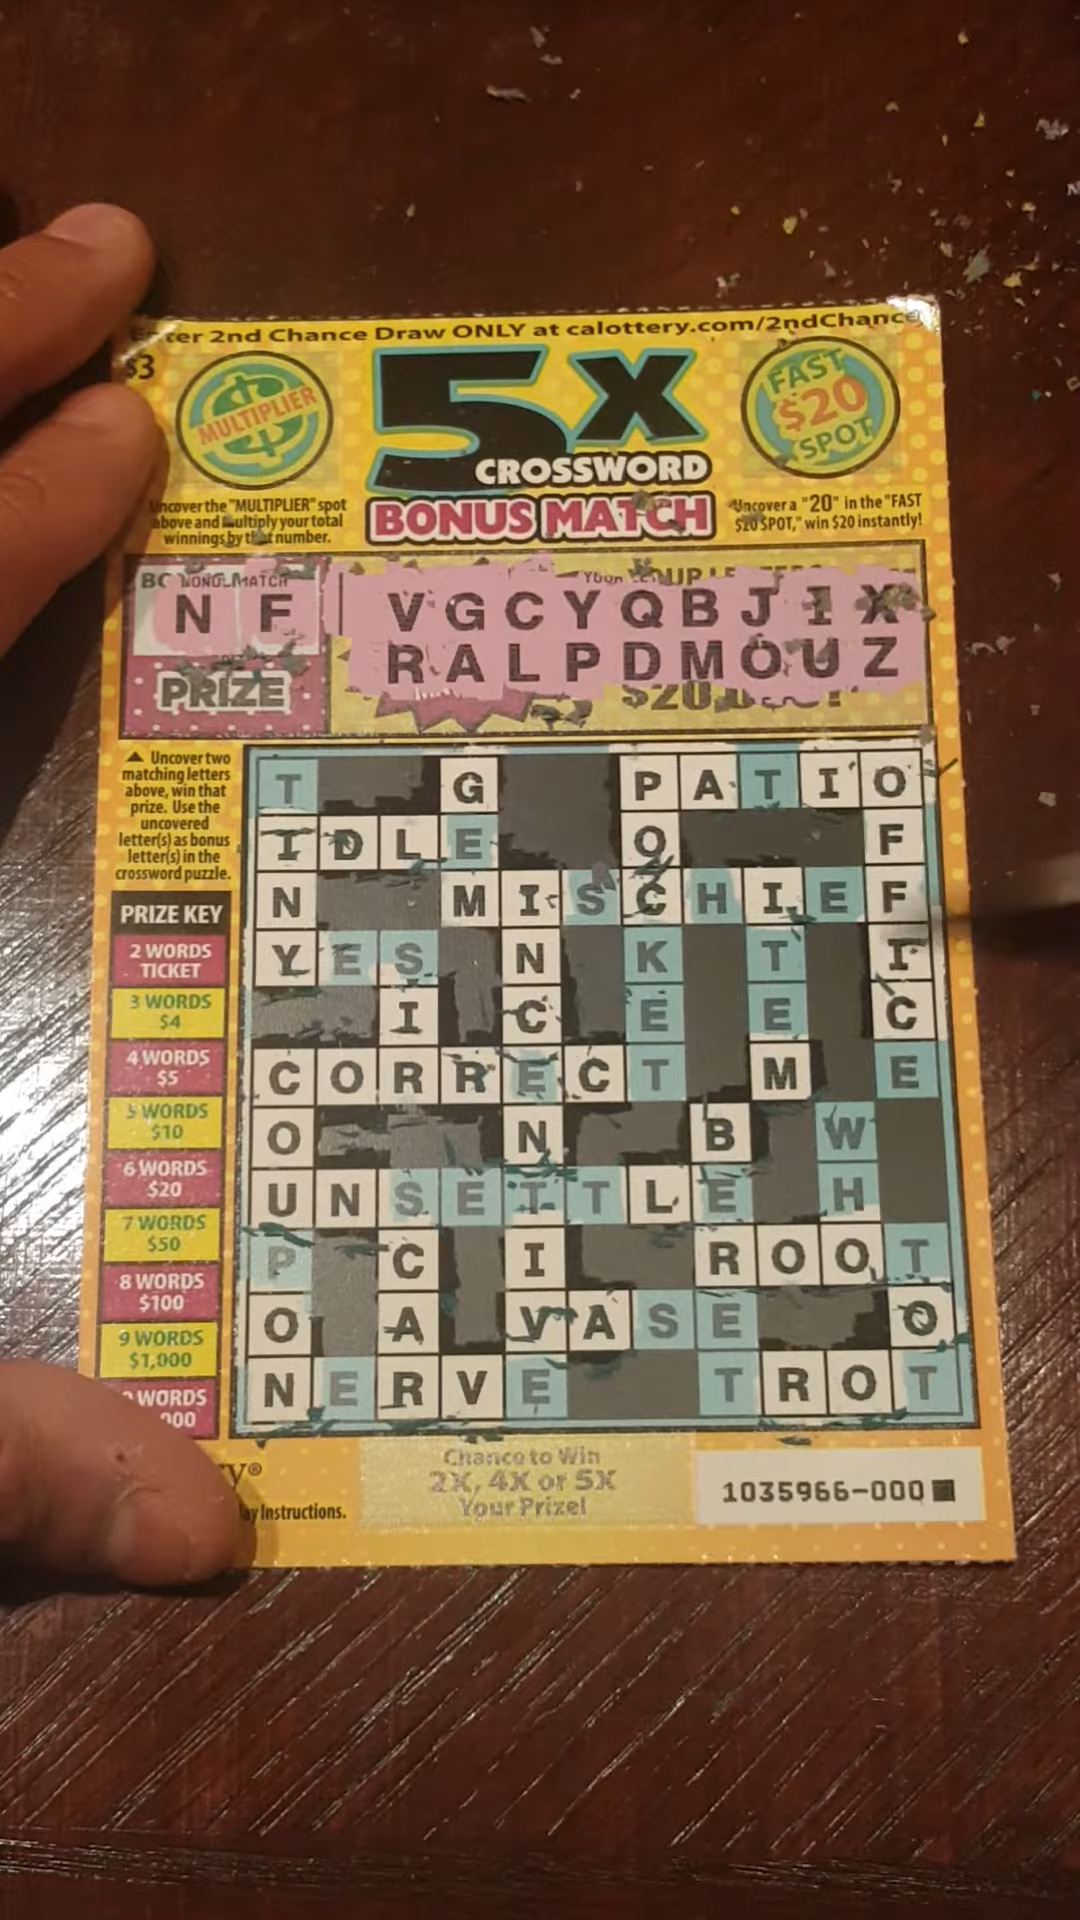 Enter 2nd Chance Draw ONLY at calottery.com/2ndChance
$3
MULTIPLIER
5X
CROSSWORD
BONUS MATCH
FAST
$20
SPOT
Uncover the "MULTIPLIER" spot
above and multiply your total
winnings by that number.
Uncover a "20" in the "FAST
$20 SPOT," win $20 instantly!
MATCH
YOUR
N F
V G C Y Q B J I X
R A L P D M O U Z
PRIZE
▲ Uncover two
matching letters
above, win that
prize. Use the
uncovered
letter(s) as bonus
letter(s) in the
crossword puzzle.
PRIZE KEY
2 WORDS
TICKET
3 WORDS
$4
4 WORDS
$5
5 WORDS
$10
6 WORDS
$20
7 WORDS
$50
8 WORDS
$100
9 WORDS
$1,000
WORDS
T G P A T I O
I D L E O F
N M I S C H I E F F
Y E S N K T I
I C E E C
C O R R E C T M E
O N B W
U N S E T T L E H
P C I R O O T
O A V A S E O
N E R V E T R O T
Chance to Win
2X, 4X or 5X
Your Prize!
1035966-000
Instructions.